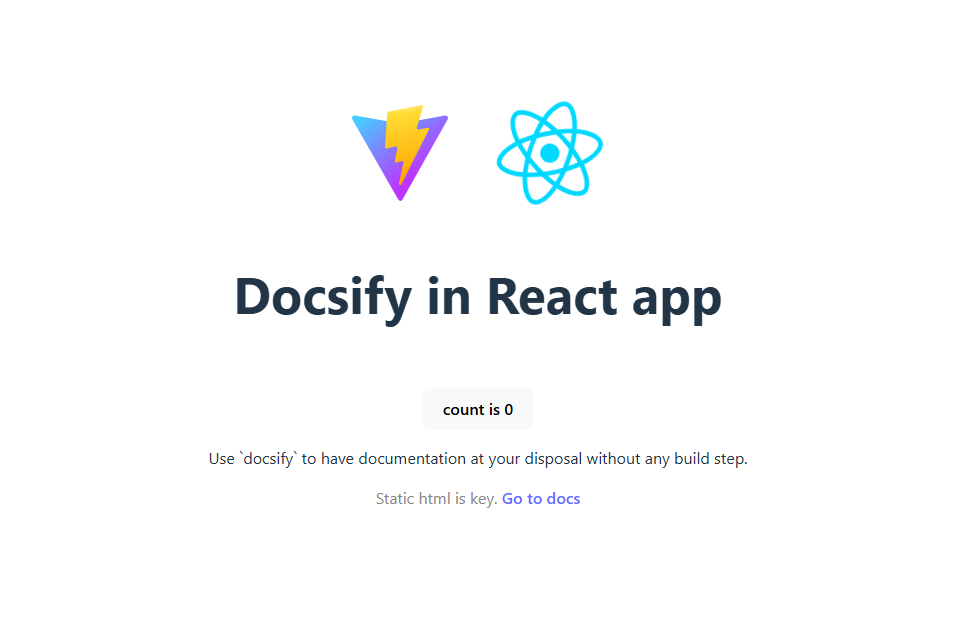 Docsify in React app
count is 0
Use `docsify` to have documentation at your disposal without any build step.
Static html is key. Go to docs